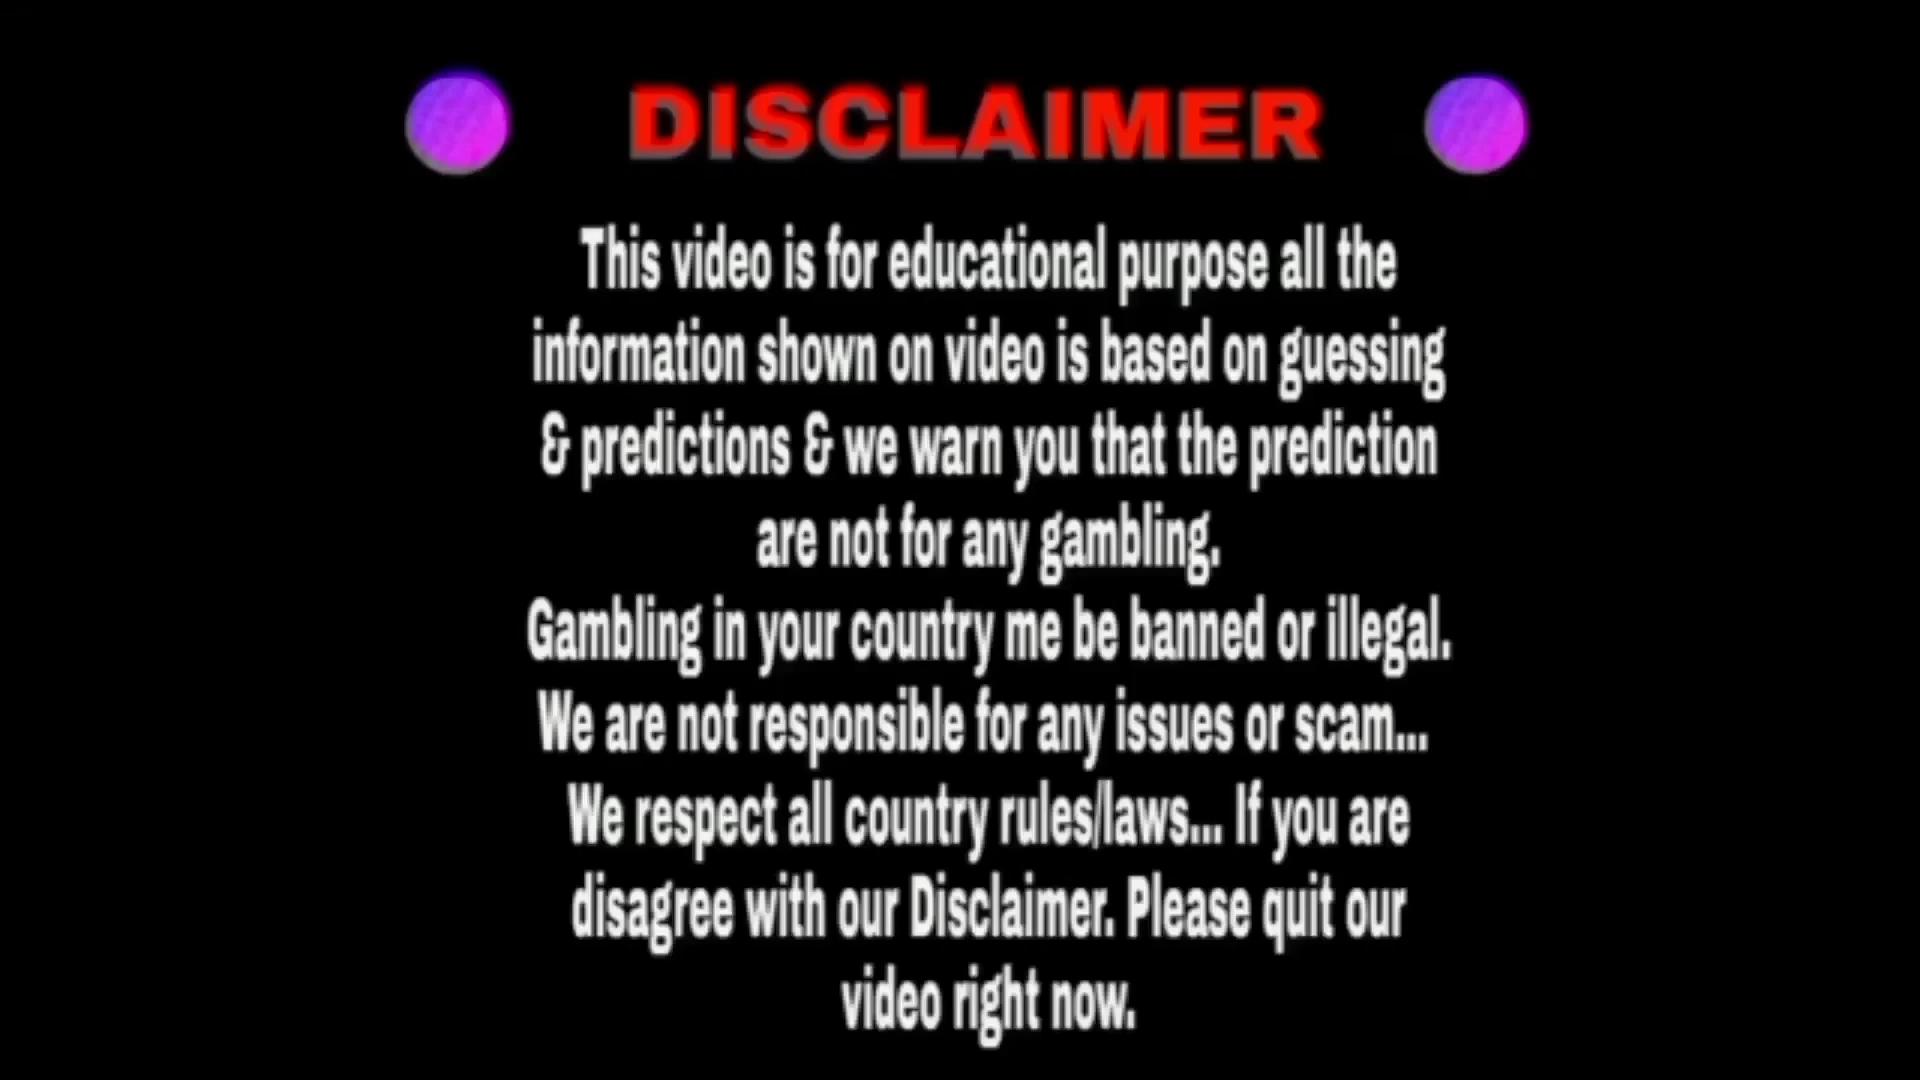 DISCLAIMER
This video is for educational purpose all the
information shown on video is based on guessing
& predictions & we warn you that the prediction
are not for any gambling.
Gambling in your country me be banned or illegal.
We are not responsible for any issues or scam...
We respect all country rules/laws... If you are
disagree with our Disclaimer. Please quit our
video right now.